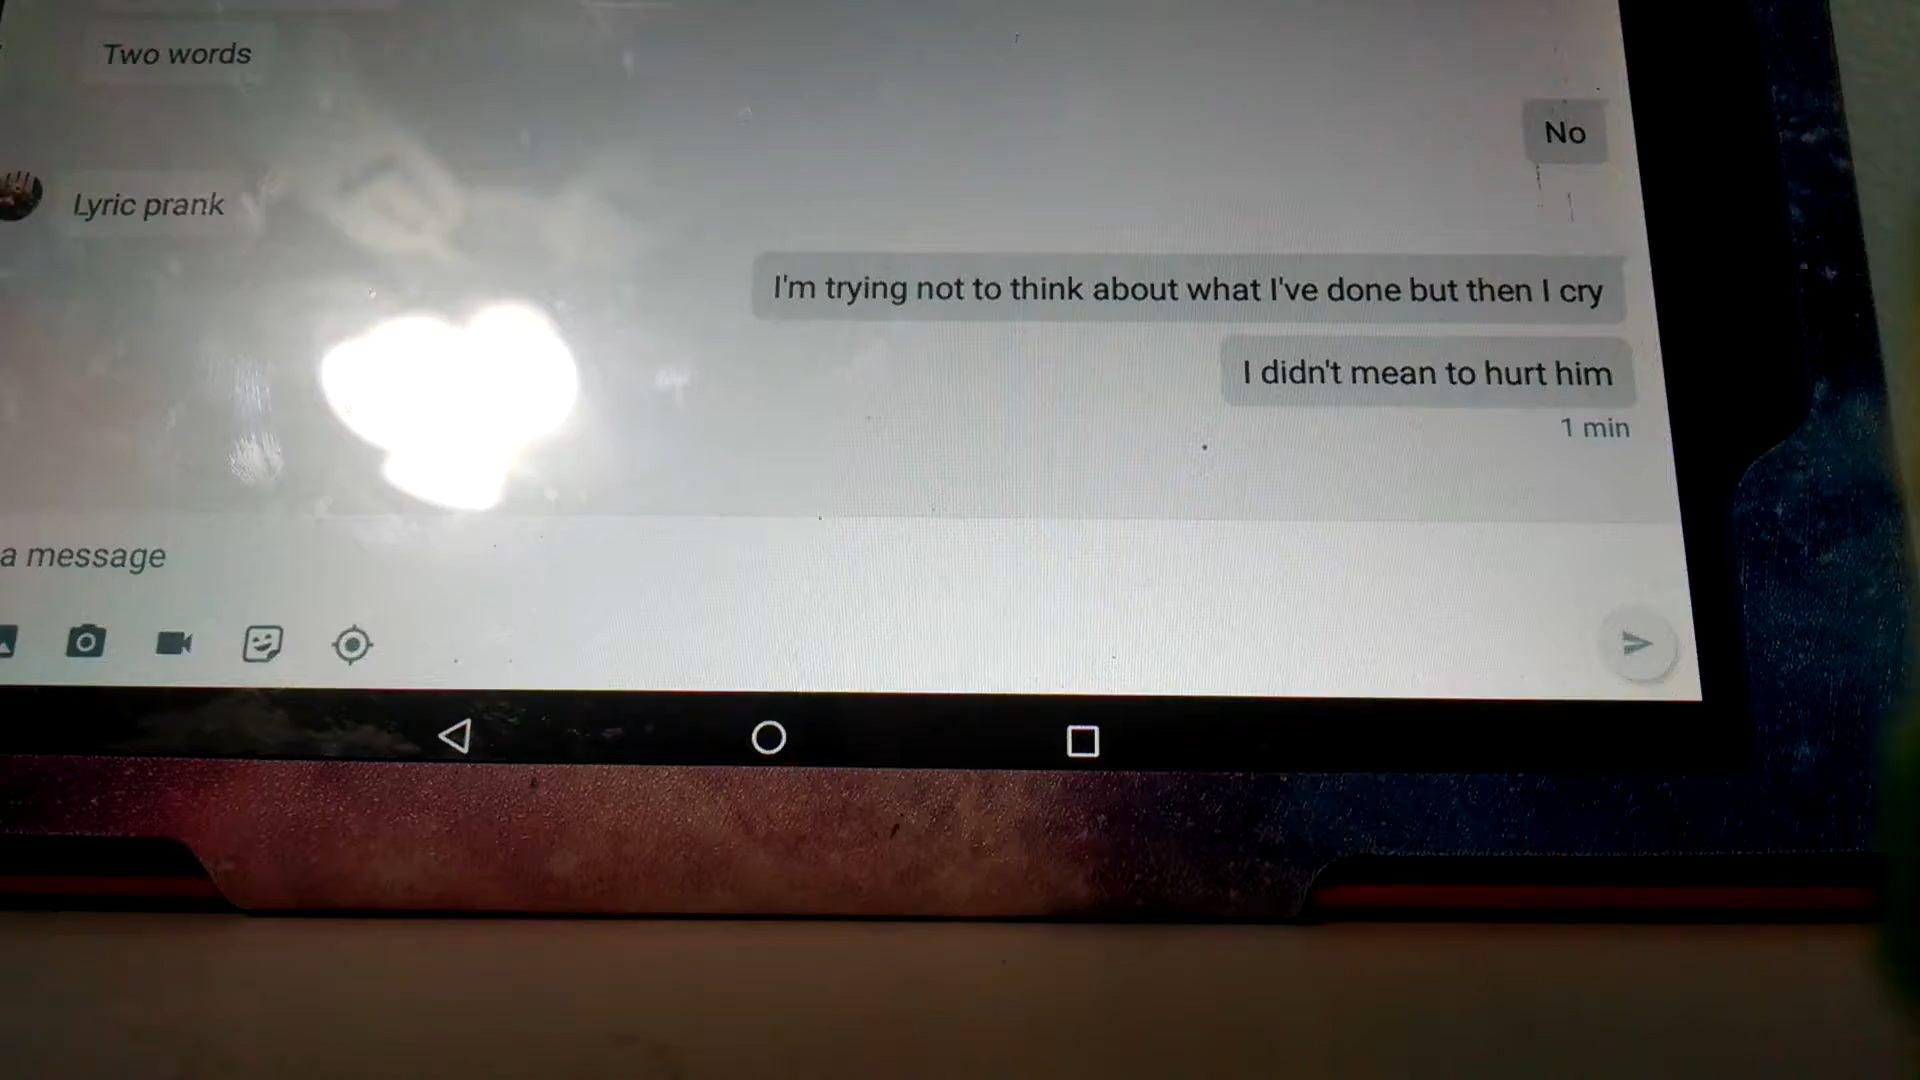 Two words
No
Lyric prank
I'm trying not to think about what I've done but then I cry
I didn't mean to hurt him
1 min
a message